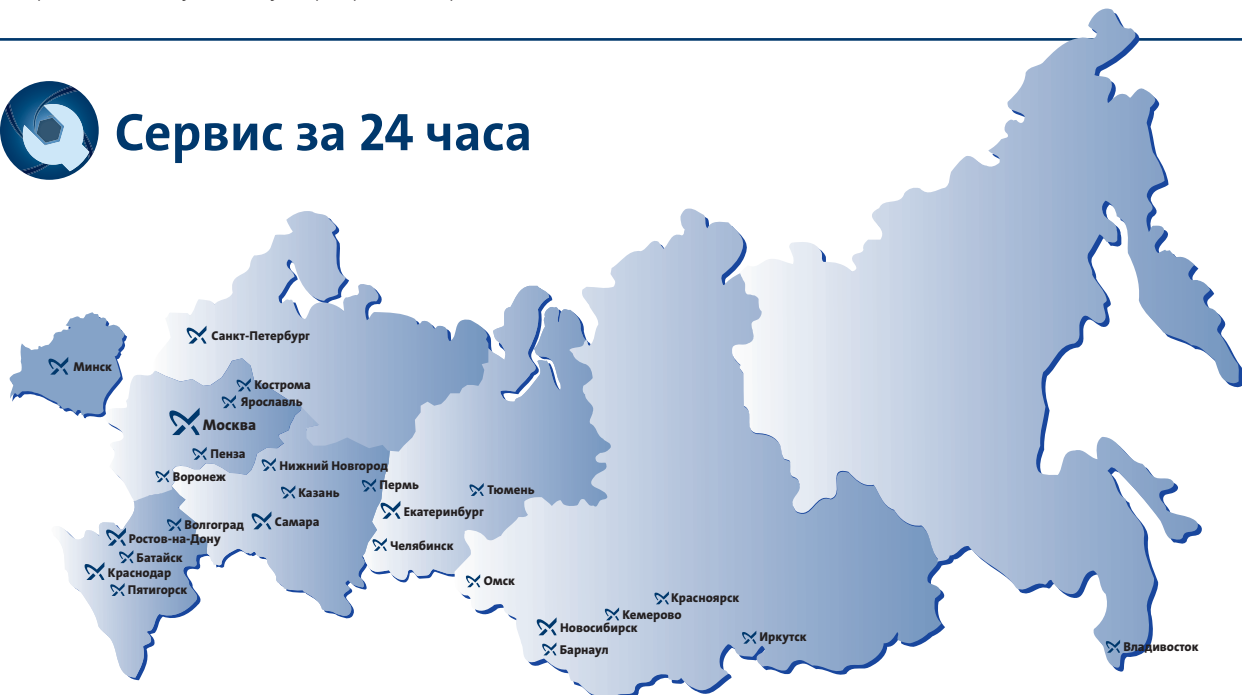 Сервис за 24 часа
Санкт-Петербург
Минск
Кострома
Ярославль
Москва
Пенза
Нижний Новгород
Воронеж
Пермь
Казань
Тюмень
Екатеринбург
Самара
Волгоград
Ростов-на-Дону
Челябинск
Батайск
Краснодар
Омск
Пятигорск
Красноярск
Кемерово
Новосибирск
Иркутск
Владивосток
Барнаул